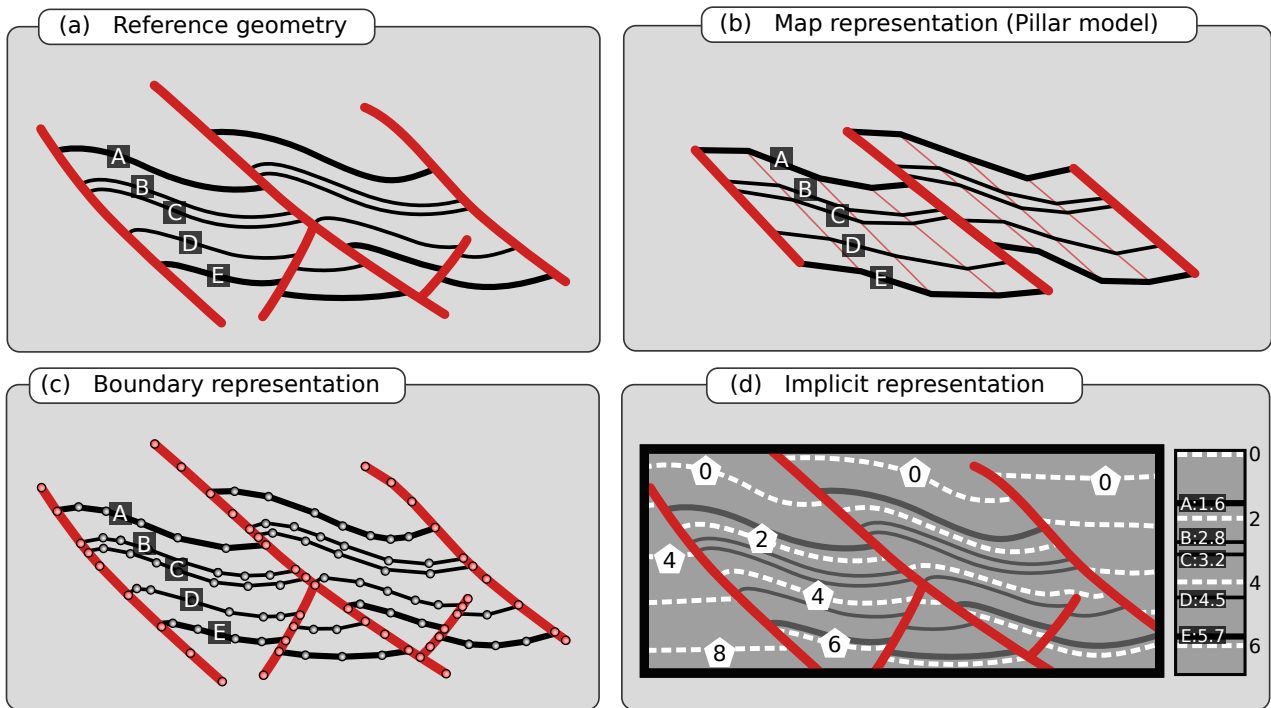 (a) Reference geometry
A
B
C
D
E
(b) Map representation (Pillar model)
A
B
C
D
E
(c) Boundary representation
A
B
C
D
E
(d) Implicit representation
0
0
0
2
4
4
6
8
0
A:1.6
2
B:2.8
C:3.2
4
D:4.5
E:5.7
6